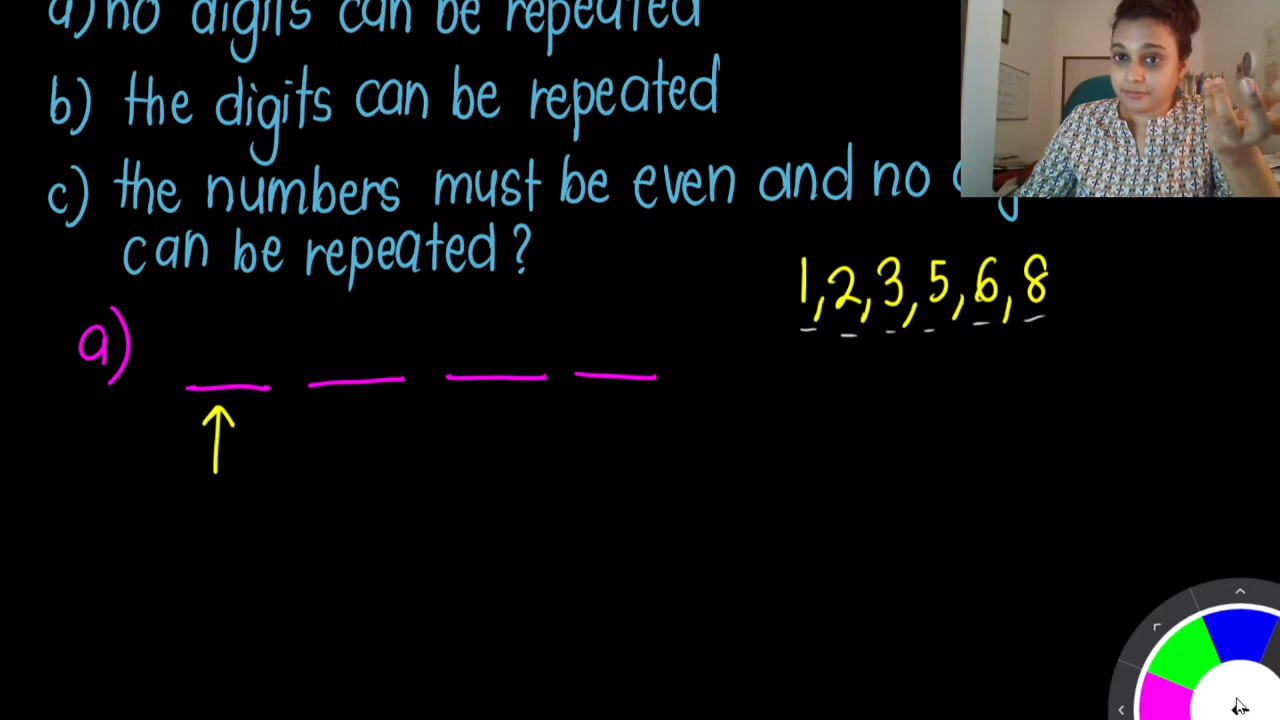 a) no digits can be repeated
b) the digits can be repeated
c) the numbers must be even and no
can be repeated?
1, 2, 3, 5, 6, 8
a)